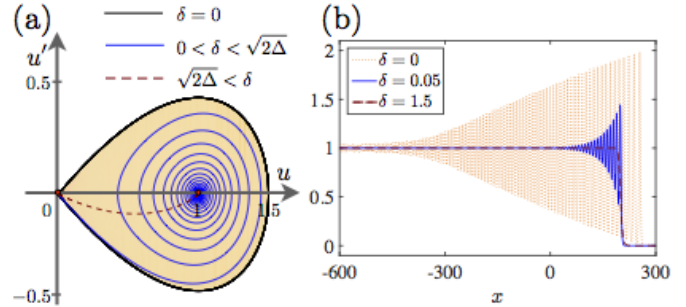 (a)
δ = 0
0 < δ < √2Δ
√2Δ < δ
u′
0.5
0
-0.5
1
1.5
u
(b)
2
1.5
1
0.5
0
δ = 0
δ = 0.05
δ = 1.5
-600
-300
0
300
x